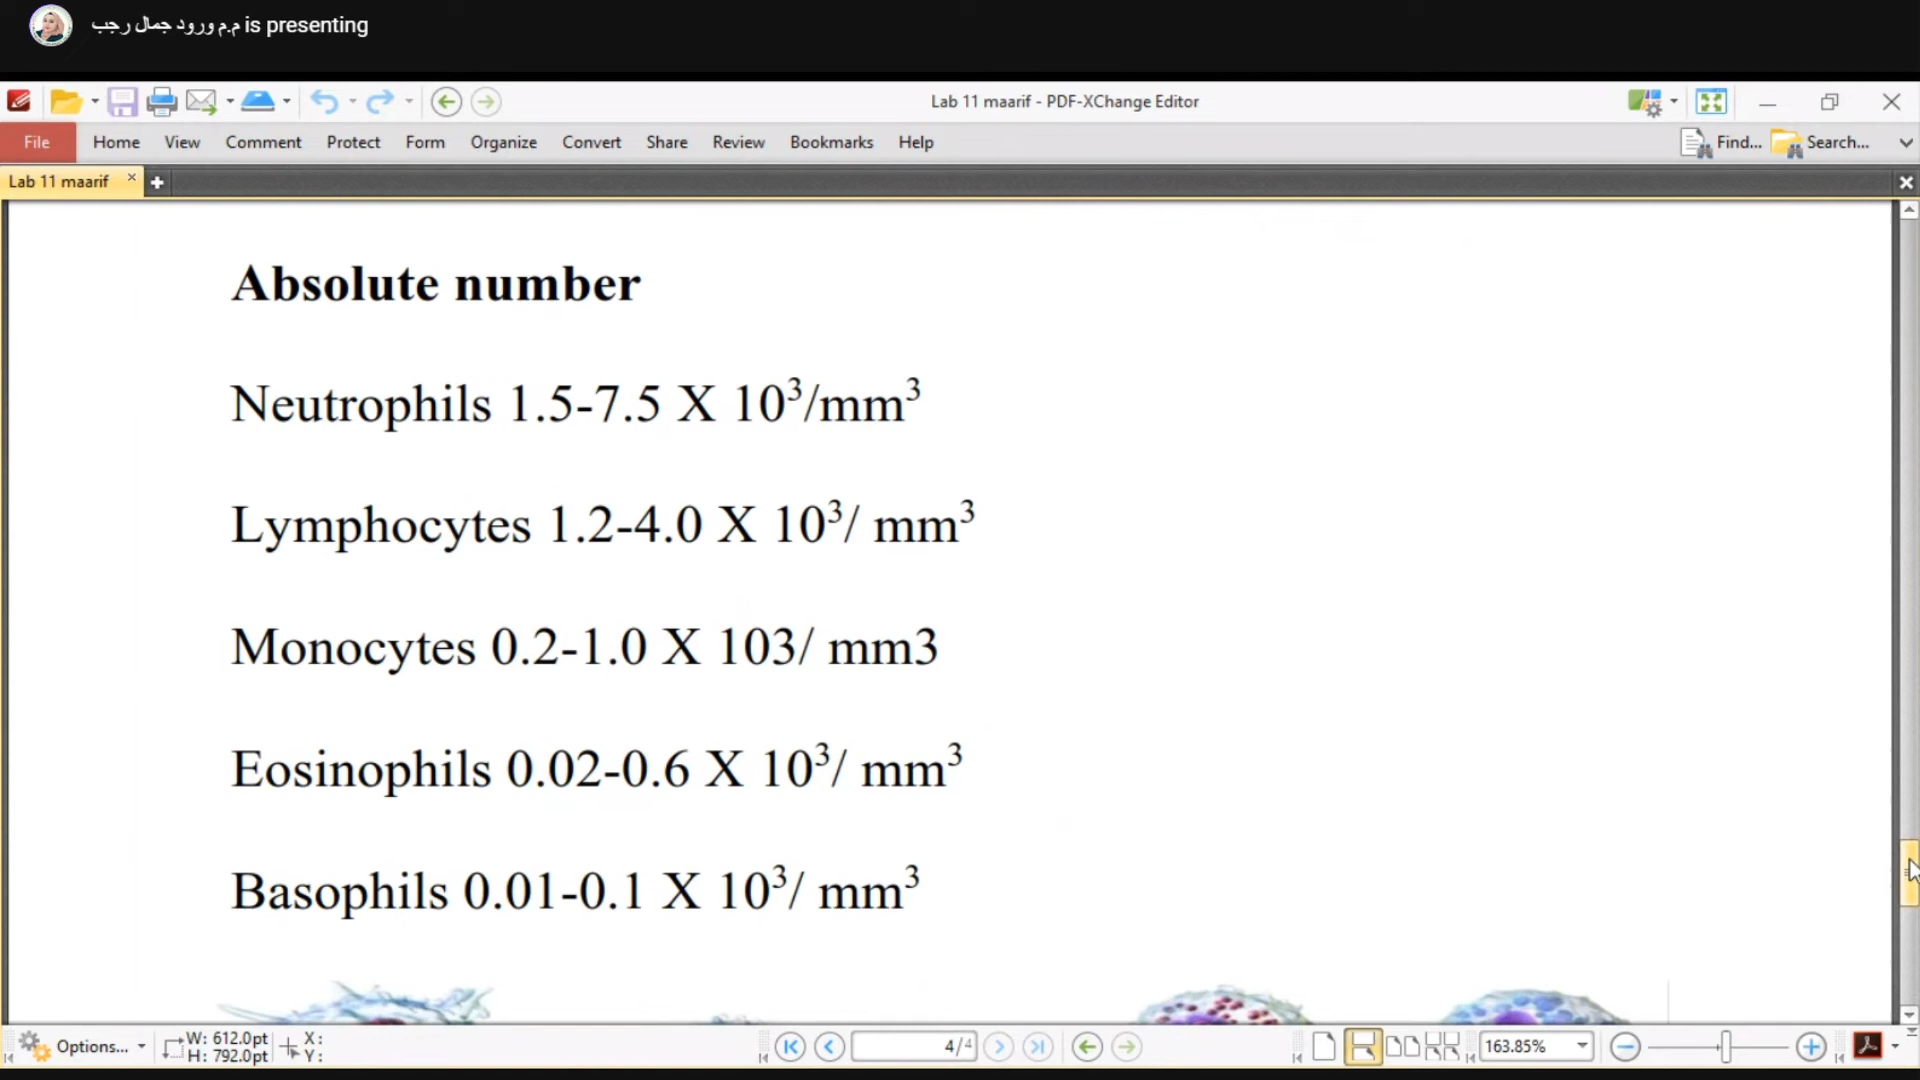 م.م ورود جمال رجب is presenting
Lab 11 maarif - PDF-XChange Editor
File Home View Comment Protect Form Organize Convert Share Review Bookmarks Help Find... Search...
Lab 11 maarif
Absolute number
Neutrophils 1.5-7.5 X 10³/mm³
Lymphocytes 1.2-4.0 X 10³/ mm³
Monocytes 0.2-1.0 X 103/ mm3
Eosinophils 0.02-0.6 X 10³/ mm³
Basophils 0.01-0.1 X 10³/ mm³
Options... W: 612.0pt X: 4/4 163.85%
H: 792.0pt Y: